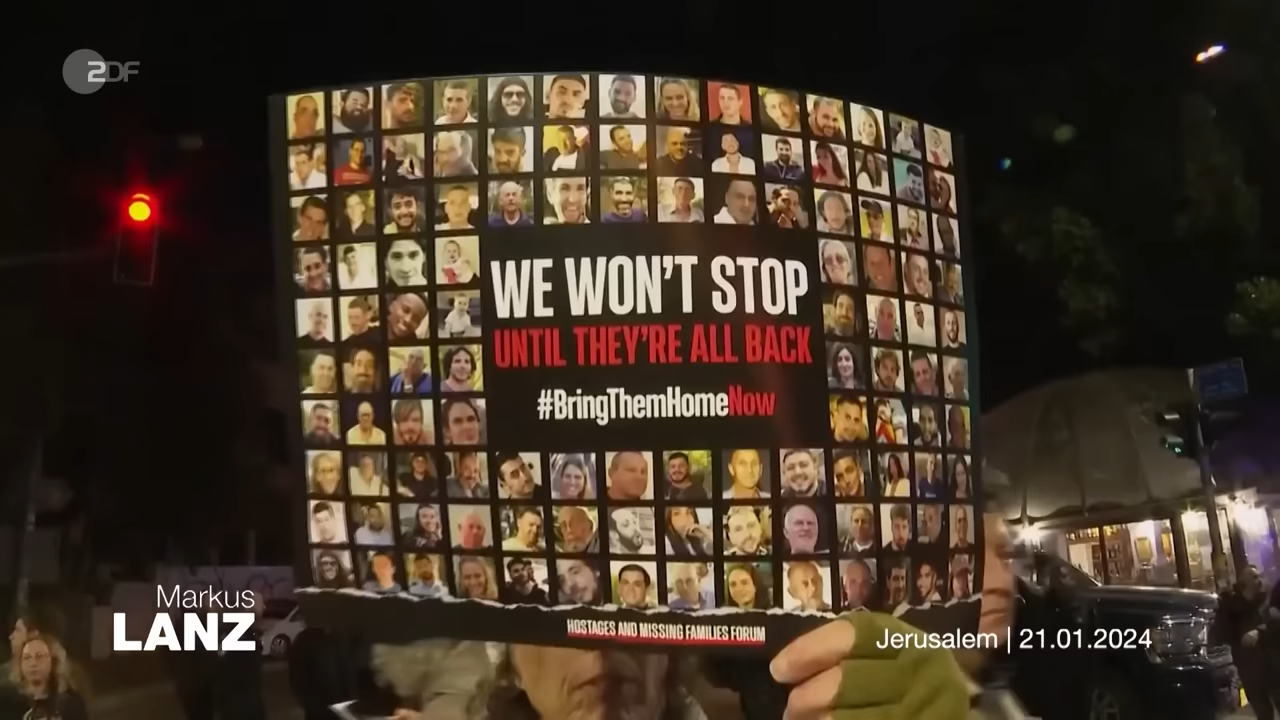 ZDF
WE WON'T STOP
UNTIL THEY'RE ALL BACK
#BringThemHomeNow
HOSTAGES AND MISSING FAMILIES FORUM
Markus
LANZ
Jerusalem | 21.01.2024